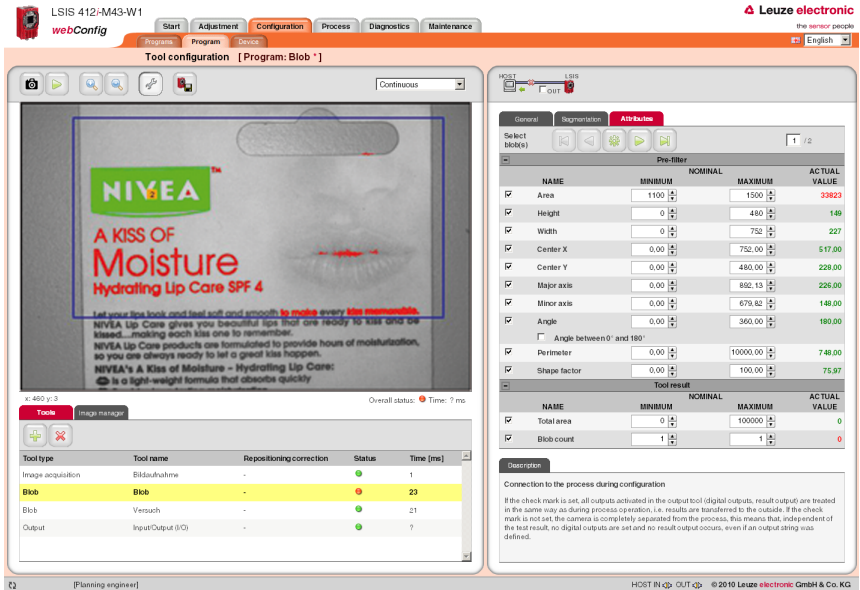 LSIS 412i-M43-W1
webConfig
Start Adjustment Configuration Process Diagnostics Maintenance
Leuze electronic
the sensor people
Programs Program Device
English
Tool configuration [ Program: Blob * ]
Continuous
HOST LSIS
OUT
NIVEA
2
TM
A KISS OF
Moisture
Hydrating Lip Care SPF 4
Let your lips look and feel soft and smooth to make every kiss memorable.
NIVEA Lip Care gives you beautiful lips that are ready to kiss and be
kissed....making each kiss one to remember.
NIVEA Lip Care products are formulated to provide hours of moisturization,
so you are always ready to let a great kiss happen.
NIVEA's A Kiss of Moisture - Hydrating Lip Care:
is a light-weight formula that absorbs quickly
x: 460 y: 3
Overall status: Time: ? ms
Tools Image manager
Tool type Tool name Repositioning correction Status Time [ms]
Image acquisition Bildaufnahme - 1
Blob Blob - 23
Blob Versuch - 21
Output Input/Output (I/O) - ?
General Segmentation Attributes
Select
blob(s)
1 / 2
Pre-filter
NOMINAL ACTUAL
NAME MINIMUM MAXIMUM VALUE
Area 1100 1500 33823
Height 0 480 149
Width 0 752 227
Center X 0,00 752,00 517,00
Center Y 0,00 480,00 228,00
Major axis 0,00 892,13 226,00
Minor axis 0,00 679,82 148,00
Angle 0,00 360,00 180,00
Angle between 0° and 180°
Perimeter 0,00 10000,00 748,00
Shape factor 0,00 100,00 75,97
Tool result
NOMINAL ACTUAL
NAME MINIMUM MAXIMUM VALUE
Total area 0 100000 0
Blob count 1 1 0
Description
Connection to the process during configuration
If the check mark is set, all outputs activated in the output tool (digital outputs, result output) are treated
in the same way as during process operation, i.e. results are transferred to the outside. If the check
mark is not set, the camera is completely separated from the process, this means that, independent of
the test result, no digital outputs are set and no result output occurs, even if an output string was
defined.
[Planning engineer]
HOST IN OUT © 2010 Leuze electronic GmbH & Co. KG